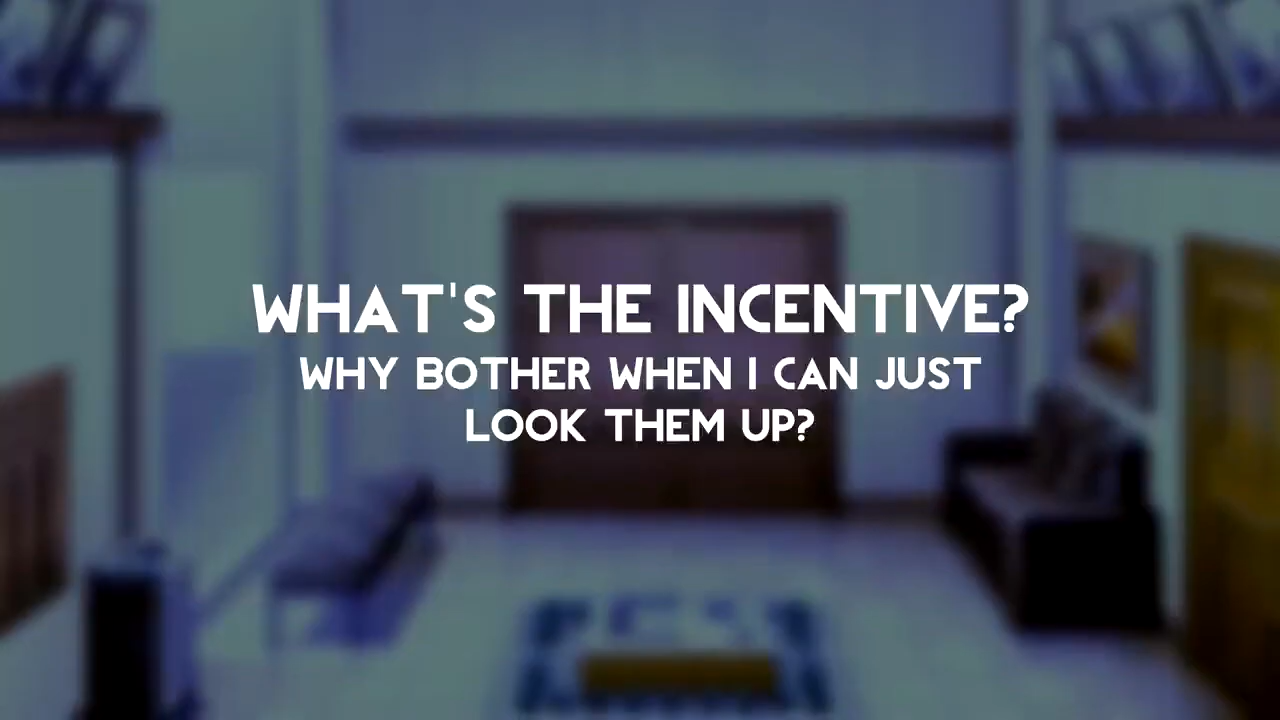 WHAT'S THE INCENTIVE?
WHY BOTHER WHEN I CAN JUST
LOOK THEM UP?